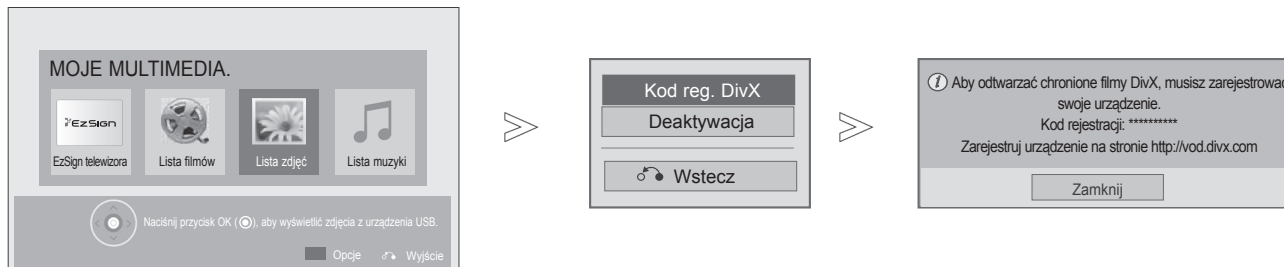 MOJE MULTIMEDIA.
EzSign
EzSign telewizora
Lista filmów
Lista zdjęć
Lista muzyki
Naciśnij przycisk OK (◉), aby wyświetlić zdjęcia z urządzenia USB.
Opcje
Wyjście
Kod reg. DivX
Deaktywacja
Wstecz
Aby odtwarzać chronione filmy DivX, musisz zarejestrować
swoje urządzenie.
Kod rejestracji: **********
Zarejestruj urządzenie na stronie http://vod.divx.com
Zamknij